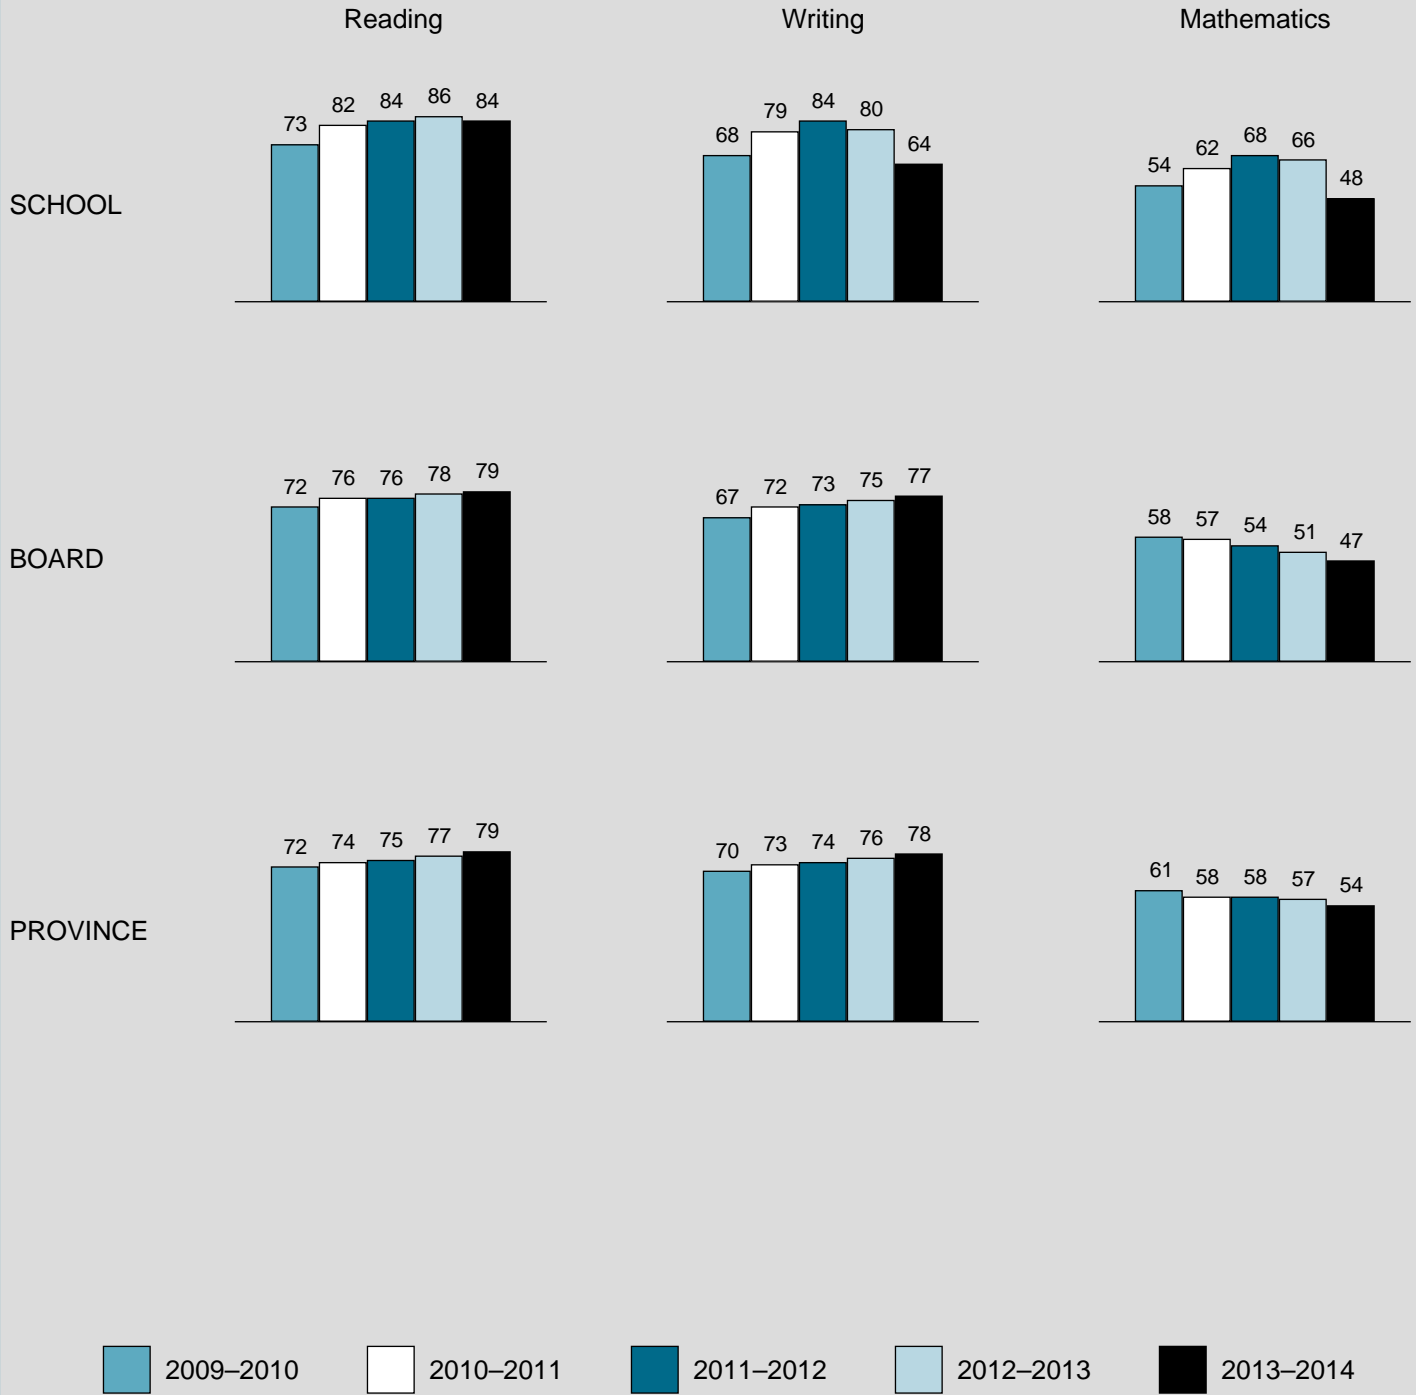 Reading Writing Mathematics
SCHOOL
73 82 84 86 84
68 79 84 80 64
54 62 68 66 48
BOARD
72 76 76 78 79
67 72 73 75 77
58 57 54 51 47
PROVINCE
72 74 75 77 79
70 73 74 76 78
61 58 58 57 54
2009–2010 2010–2011 2011–2012 2012–2013 2013–2014